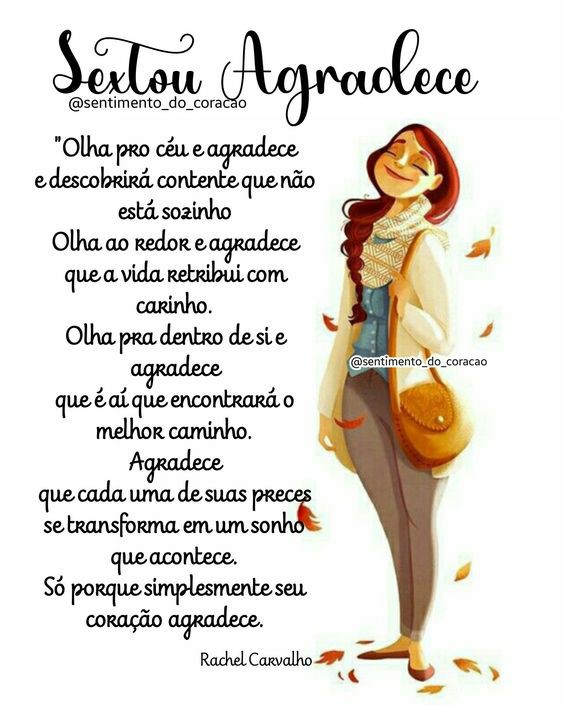 Sextou Agradece
@sentimento_do_coracao
"Olha pro céu e agradece
e descobrirá contente que não
está sozinho
Olha ao redor e agradece
que a vida retribui com
carinho.
Olha pra dentro de si e
agradece
que é aí que encontrará o
melhor caminho.
Agradece
que cada uma de suas preces
se transforma em um sonho
que acontece.
Só porque simplesmente seu
coração agradece.
Rachel Carvalho
@sentimento_do_coracao